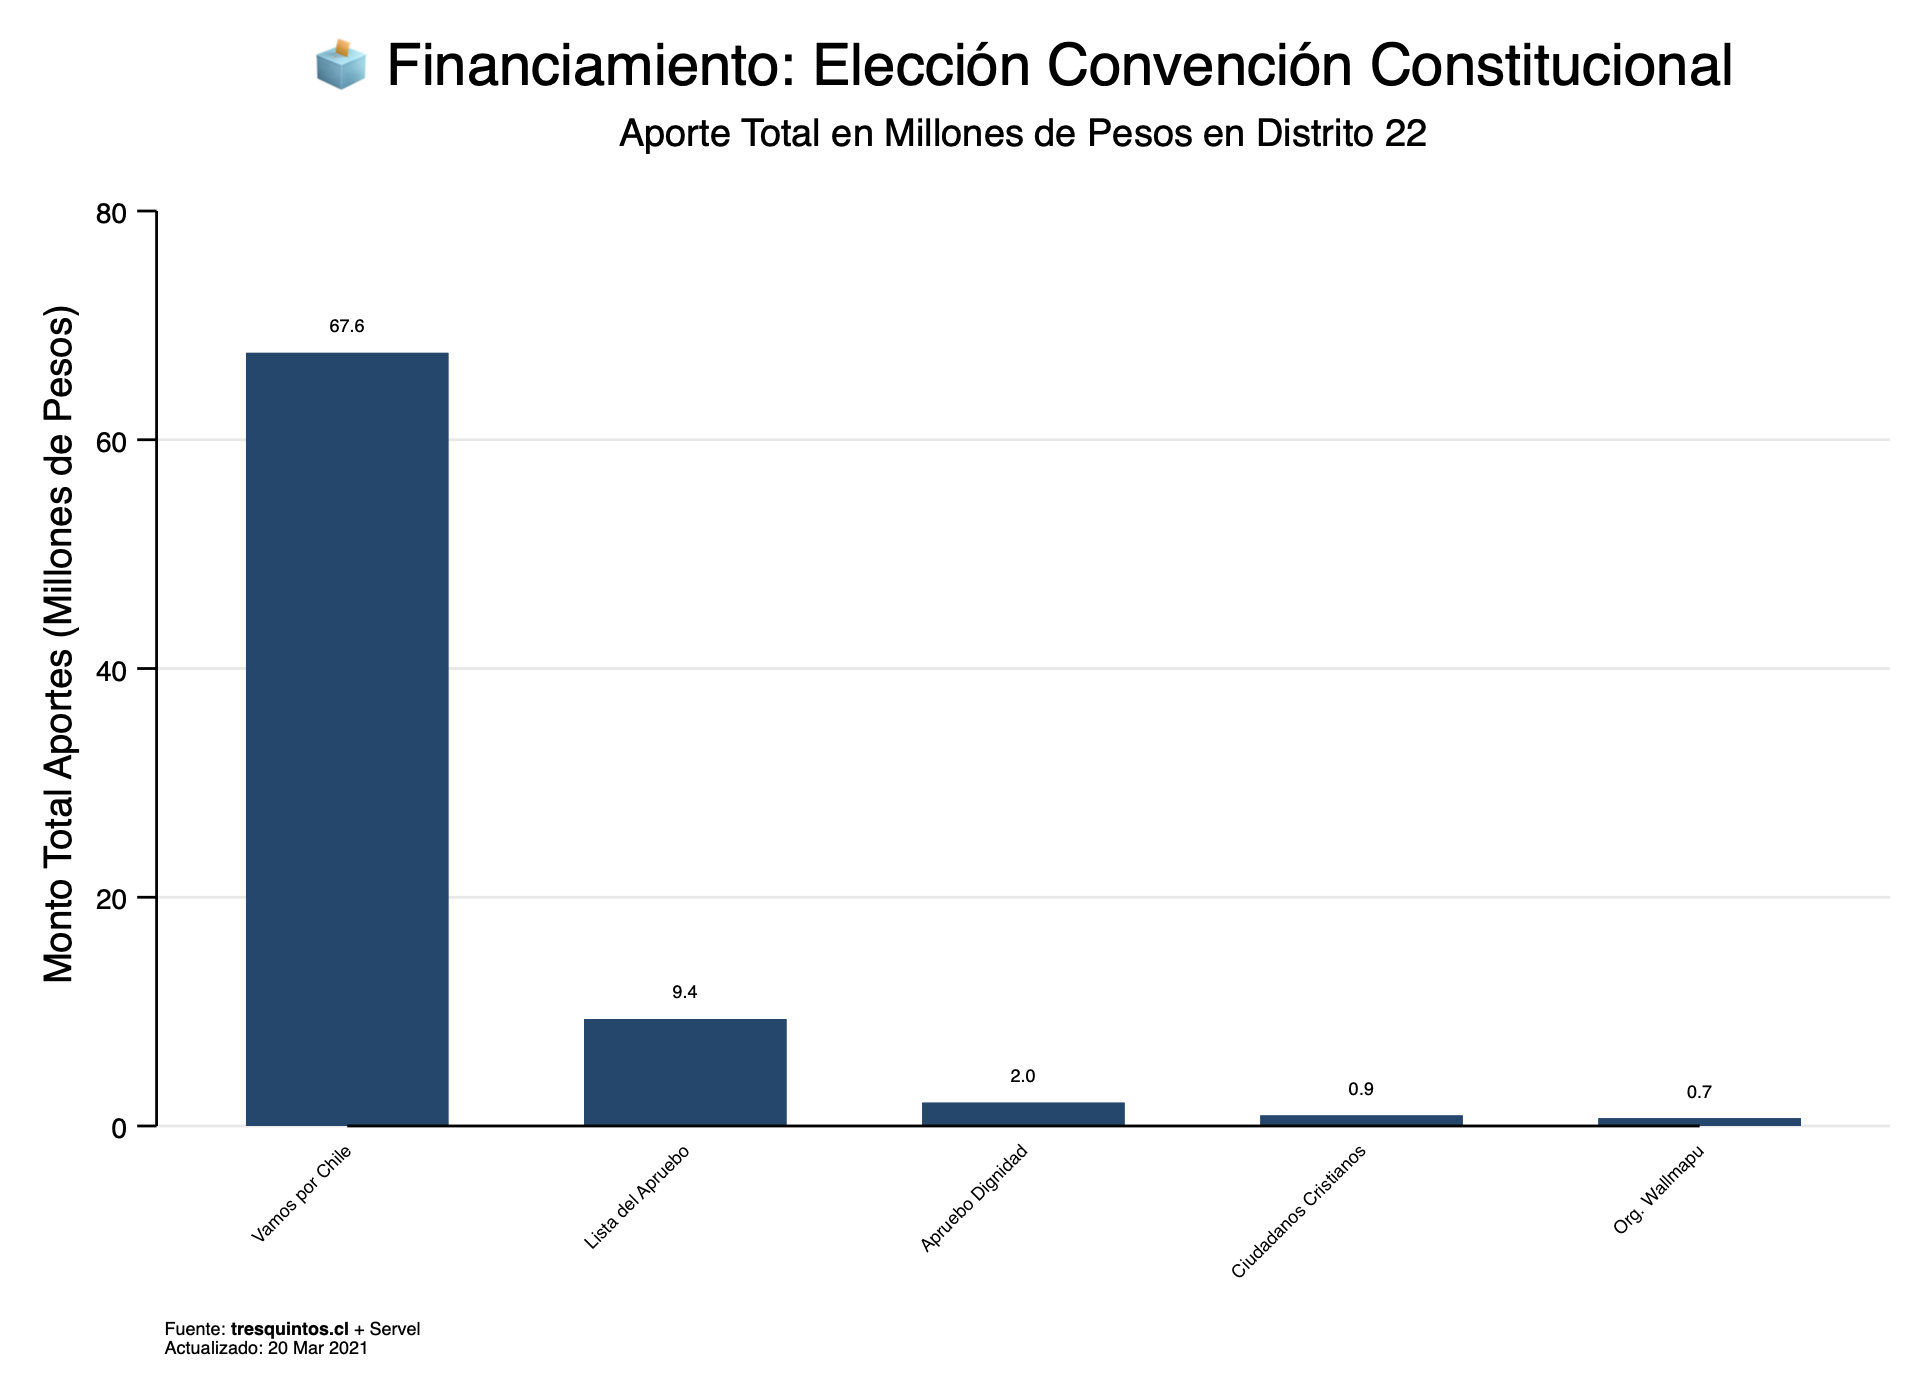 Financiamiento: Elección Convención Constitucional
Aporte Total en Millones de Pesos en Distrito 22
Monto Total Aportes (Millones de Pesos)
80
60
40
20
0
67.6
9.4
2.0
0.9
0.7
Vamos por Chile
Lista del Apruebo
Apruebo Dignidad
Ciudadanos Cristianos
Org. Wallmapu
Fuente: tresquintos.cl + Servel
Actualizado: 20 Mar 2021